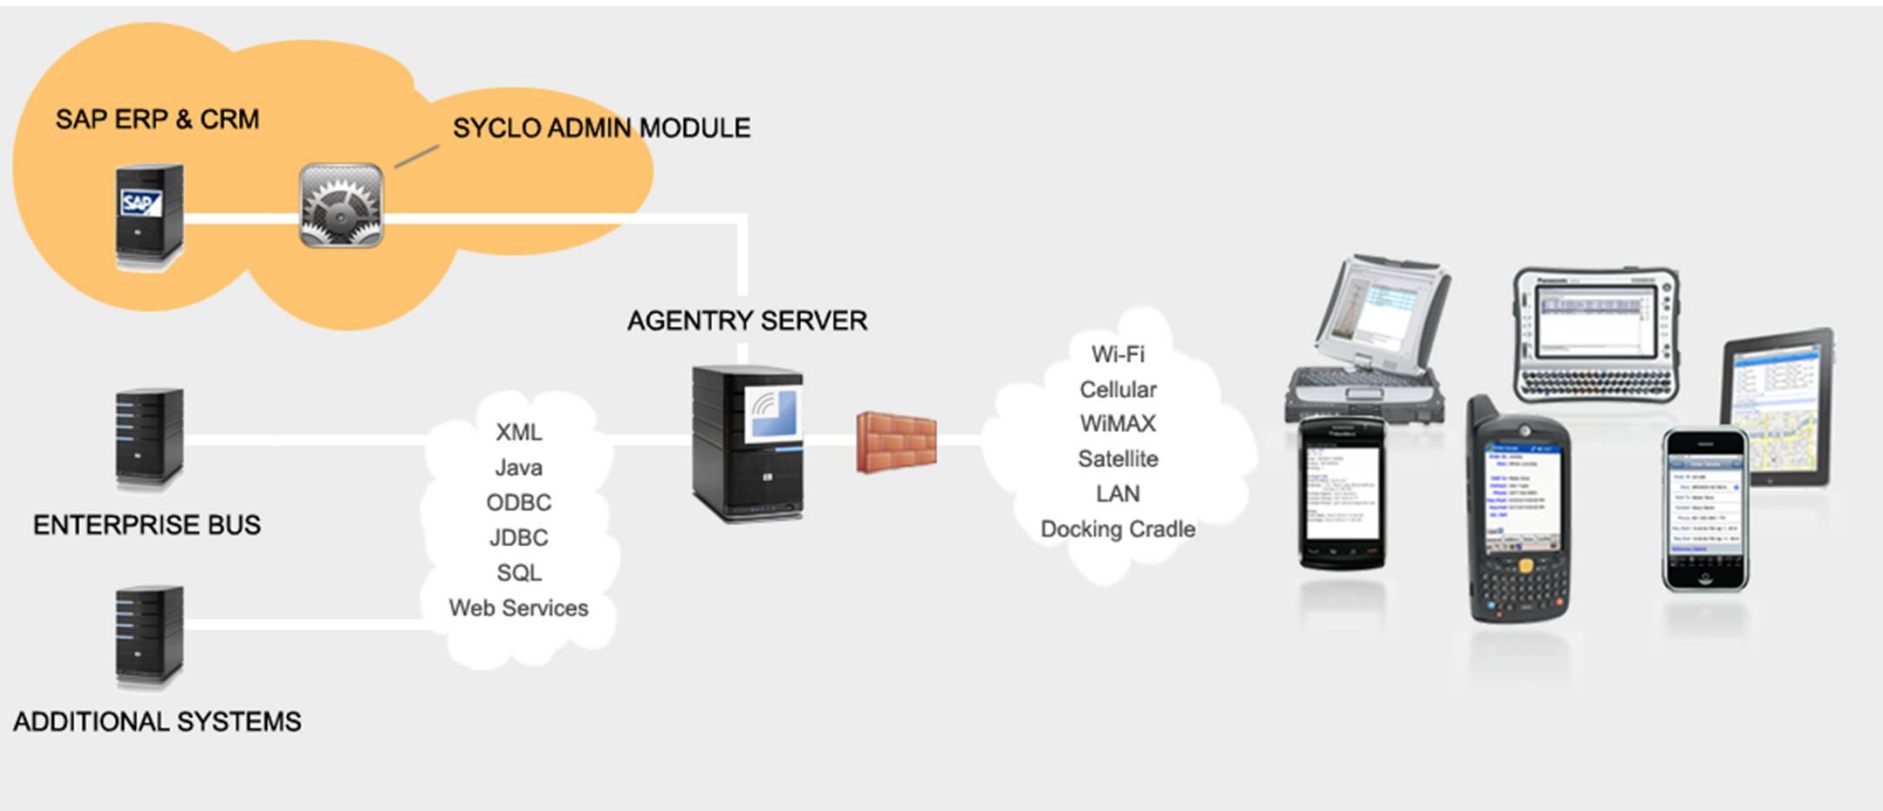 SAP ERP & CRM
SYCLO ADMIN MODULE
SAP
AGENTRY SERVER
XML
Java
ODBC
JDBC
SQL
Web Services
ENTERPRISE BUS
ADDITIONAL SYSTEMS
Wi-Fi
Cellular
WiMAX
Satellite
LAN
Docking Cradle
Panasonic